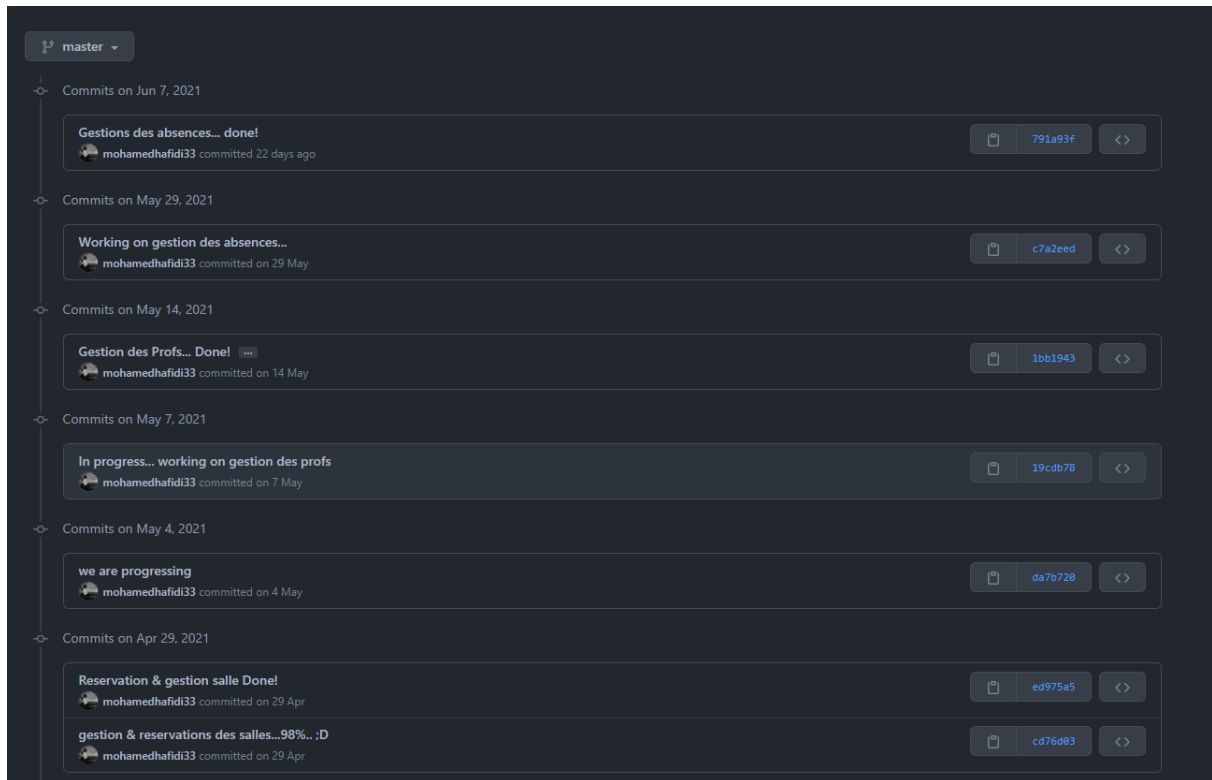 master
Commits on Jun 7, 2021
Gestions des absences... done!
791a93f
mohamedhafidi33 committed 22 days ago
Commits on May 29, 2021
Working on gestion des absences...
c7a2eed
mohamedhafidi33 committed on 29 May
Commits on May 14, 2021
Gestion des Profs... Done! ...
1bb1943
mohamedhafidi33 committed on 14 May
Commits on May 7, 2021
In progress... working on gestion des profs
19cdb78
mohamedhafidi33 committed on 7 May
Commits on May 4, 2021
we are progressing
da7b720
mohamedhafidi33 committed on 4 May
Commits on Apr 29, 2021
Reservation & gestion salle Done!
ed975a5
mohamedhafidi33 committed on 29 Apr
gestion & reservations des salles...98%.. ;D
cd76d03
mohamedhafidi33 committed on 29 Apr